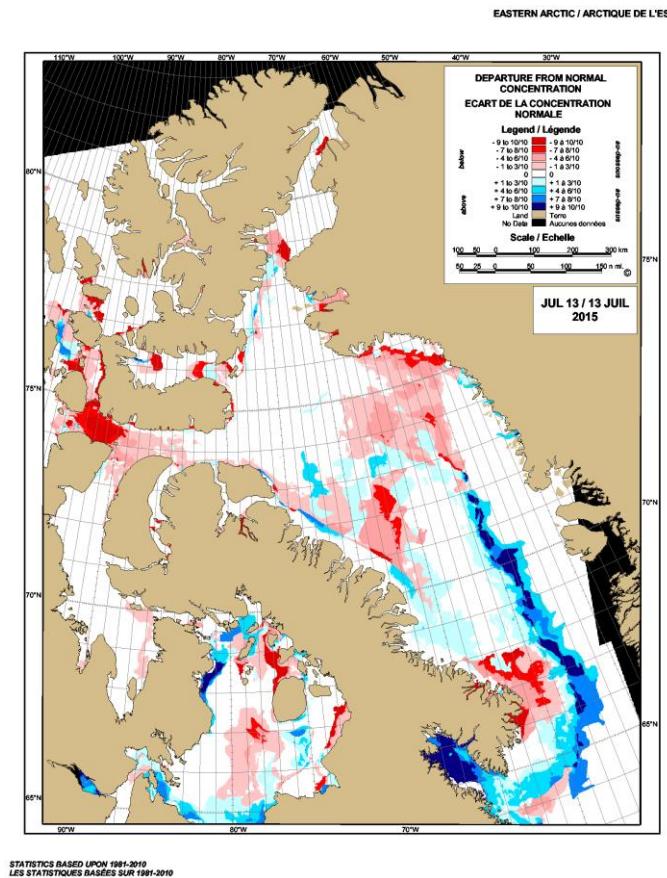 EASTERN ARCTIC / ARCTIQUE DE L'ES
110°W 100°W 90°W 80°W 70°W 60°W 50°W 40°W 30°W
DEPARTURE FROM NORMAL
CONCENTRATION
ECART DE LA CONCENTRATION
NORMALE
Legend / Légende
below
- 9 to 10/10 - 9 à 10/10
- 7 to 8/10 - 7 à 8/10
- 4 to 6/10 - 4 à 6/10
- 1 to 3/10 - 1 à 3/10
au-dessous
0 0
above
+ 1 to 3/10 + 1 à 3/10
+ 4 to 6/10 + 4 à 6/10
+ 7 to 8/10 + 7 à 8/10
+ 9 to 10/10 + 9 à 10/10
au-dessus
Land Terre
No Data Aucunes données
Scale / Echelle
100 0 100 200 300 km
50 25 0 50 150 n mi.
©
JUL 13 / 13 JUIL
2015
80°N
75°N
75°N
70°N
70°N
65°N
65°N
90°W 80°W 70°W
STATISTICS BASED UPON 1981-2010
LES STATISTIQUES BASÉES SUR 1981-2010